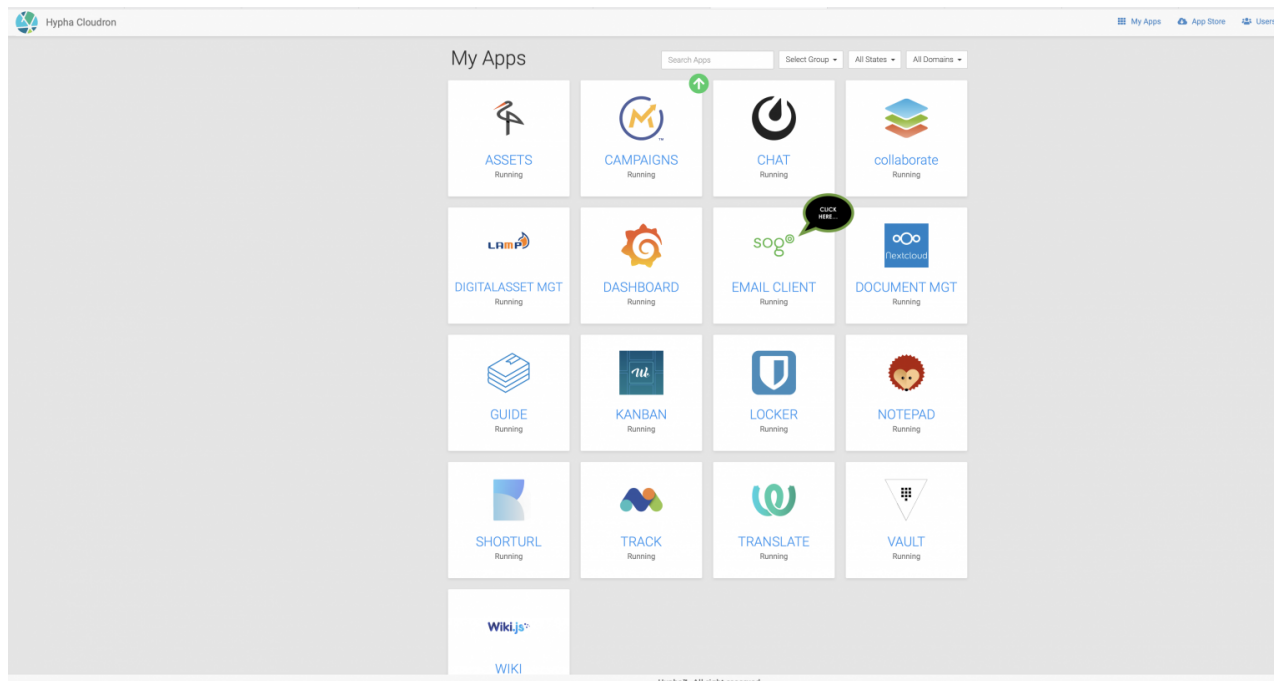 Hypha Cloudron
My Apps
App Store
Users
My Apps
Search Apps
Select Group
All States
All Domains
ASSETS
Running
CAMPAIGNS
Running
CHAT
Running
collaborate
Running
CLICK
HERE...
LAMP
DIGITALASSET MGT
Running
DASHBOARD
Running
sogo
EMAIL CLIENT
Running
nextcloud
DOCUMENT MGT
Running
GUIDE
Running
Wk
KANBAN
Running
LOCKER
Running
NOTEPAD
Running
SHORTURL
Running
TRACK
Running
TRANSLATE
Running
VAULT
Running
Wiki.js
WIKI